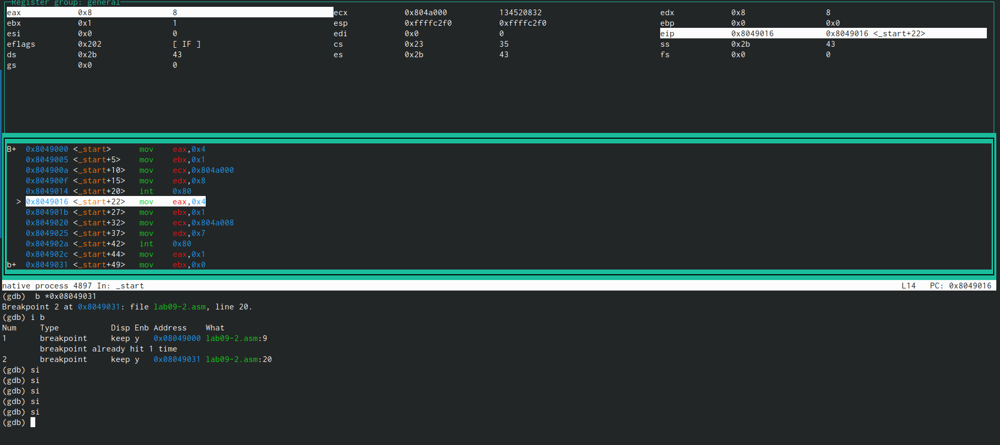 Register group: general
eax 0x8 8 ecx 0x804a000 134520832 edx 0x8 8
ebx 0x1 1 esp 0xffffc2f0 0xffffc2f0 ebp 0x0 0x0
esi 0x0 0 edi 0x0 0 eip 0x8049016 0x8049016 <_start+22>
eflags 0x202 [ IF ] cs 0x23 35 ss 0x2b 43
ds 0x2b 43 es 0x2b 43 fs 0x0 0
gs 0x0 0
B+ 0x8049000 <_start> mov eax,0x4
0x8049005 <_start+5> mov ebx,0x1
0x804900a <_start+10> mov ecx,0x804a000
0x804900f <_start+15> mov edx,0x8
0x8049014 <_start+20> int 0x80
> 0x8049016 <_start+22> mov eax,0x4
0x804901b <_start+27> mov ebx,0x1
0x8049020 <_start+32> mov ecx,0x804a008
0x8049025 <_start+37> mov edx,0x7
0x804902a <_start+42> int 0x80
0x804902c <_start+44> mov eax,0x1
b+ 0x8049031 <_start+49> mov ebx,0x0
native process 4897 In: _start L14 PC: 0x8049016
(gdb) b *0x08049031
Breakpoint 2 at 0x8049031: file lab09-2.asm, line 20.
(gdb) i b
Num Type Disp Enb Address What
1 breakpoint keep y 0x08049000 lab09-2.asm:9
breakpoint already hit 1 time
2 breakpoint keep y 0x08049031 lab09-2.asm:20
(gdb) si
(gdb) si
(gdb) si
(gdb) si
(gdb) si
(gdb)